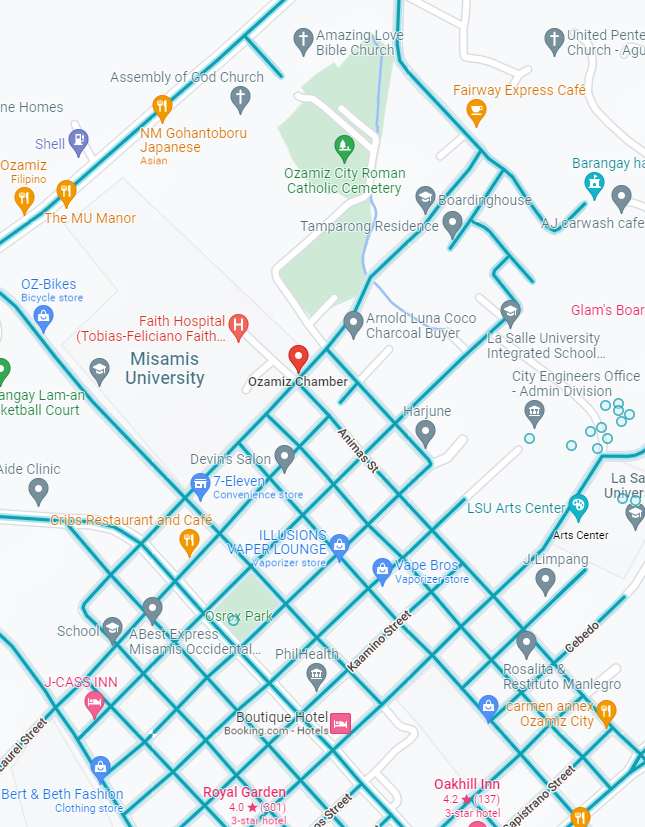 Amazing Love
Bible Church
United Pente
Church - Agu
Assembly of God Church
Fairway Express Café
ne Homes
NM Gohantoboru
Japanese
Asian
Shell
Ozamiz City Roman
Catholic Cemetery
Barangay ha
Ozamiz
Filipino
The MU Manor
Boardinghouse
Tamparong Residence
AJ carwash cafe
OZ-Bikes
Bicycle store
Faith Hospital
(Tobias-Feliciano Faith...
Arnold Luna Coco
Charcoal Buyer
Glam's Boar
La Salle University
Integrated School...
Misamis
University
Ozamiz Chamber
City Engineers Office
- Admin Division
angay Lam-an
ketball Court
Harjune
Animas St
Devin's Salon
Aide Clinic
7-Eleven
Convenience store
La Sa
Univers
LSU Arts Center
Arts Center
Cribs Restaurant and Café
ILLUSIONS
VAPER LOUNGE
Vaporizer store
Vape Bros
Vaporizer store
J.Limpang
Osrox Park
School
ABest Express
Misamis Occidental...
Kaamino Street
Cebedo
PhilHealth
Rosalita &
Restituto Manlegro
J-CASS INN
carmen annex
Ozamiz City
Boutique Hotel
Booking.com - Hotels
Laurel Street
Bert & Beth Fashion
Clothing store
Royal Garden
4.0 ★ (301)
3-star hotel
Oakhill Inn
4.2 ★ (137)
3-star hotel
os Street
Capistrano Street